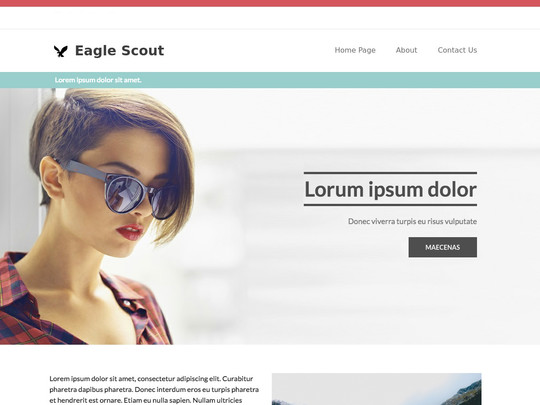 Eagle Scout
Home Page
About
Contact Us
Lorem ipsum dolor sit amet.
Lorum ipsum dolor
Donec viverra turpis eu risus vulputate
MAECENAS
Lorem ipsum dolor sit amet, consectetur adipiscing elit. Curabitur
pharetra dapibus pharetra. Donec interdum eros eu turpis pharetra
et hendrerit est ornare. Etiam eu nulla sapien. Nullam ultricies